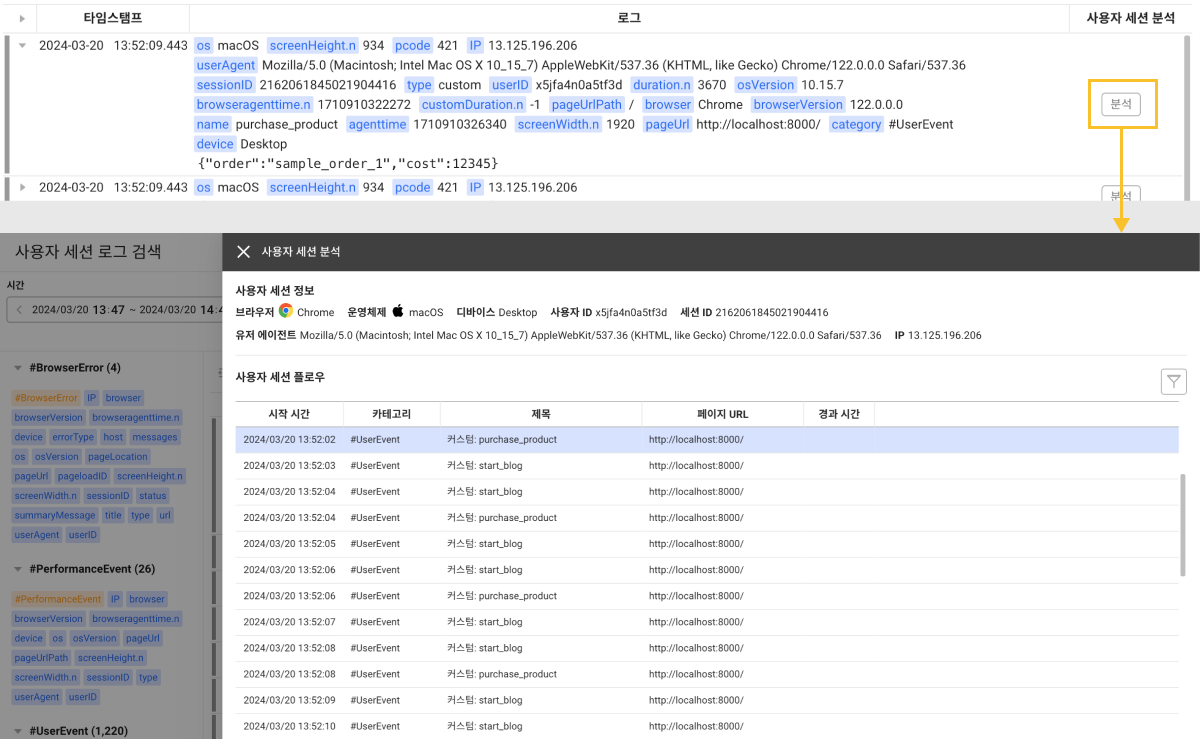 타임스탬프 로그 사용자 세션 분석
2024-03-20 13:52:09.443 os macOS screenHeight.n 934 pcode 421 IP 13.125.196.206
userAgent Mozilla/5.0 (Macintosh; Intel Mac OS X 10_15_7) AppleWebKit/537.36 (KHTML, like Gecko) Chrome/122.0.0.0 Safari/537.36
sessionID 2162061845021904416 type custom userID x5jfa4n0a5tf3d duration.n 3670 osVersion 10.15.7
browseragenttime.n 1710910322272 customDuration.n -1 pageUrlPath / browser Chrome browserVersion 122.0.0.0
분석
name purchase_product agenttime 1710910326340 screenWidth.n 1920 pageUrl http://localhost:8000/ category #UserEvent
device Desktop
{"order":"sample_order_1","cost":12345}
2024-03-20 13:52:09.443 os macOS screenHeight.n 934 pcode 421 IP 13.125.196.206
분석
사용자 세션 로그 검색
시간
2024/03/20 13:47 ~ 2024/03/20 14:4
#BrowserError (4)
#BrowserError IP browser
browserVersion browseragenttime.n
device errorType host messages
os osVersion pageLocation
pageUrl pageloadID screenHeight.n
screenWidth.n sessionID status
summaryMessage title type url
userAgent userID
#PerformanceEvent (26)
#PerformanceEvent IP browser
browserVersion browseragenttime.n
device os osVersion pageUrl
pageUrlPath screenHeight.n
screenWidth.n sessionID type
userAgent userID
#UserEvent (1,220)
사용자 세션 분석
사용자 세션 정보
브라우저 Chrome 운영체제 macOS 디바이스 Desktop 사용자 ID x5jfa4n0a5tf3d 세션 ID 2162061845021904416
유저 에이전트 Mozilla/5.0 (Macintosh; Intel Mac OS X 10_15_7) AppleWebKit/537.36 (KHTML, like Gecko) Chrome/122.0.0.0 Safari/537.36 IP 13.125.196.206
사용자 세션 플로우
시작 시간 카테고리 제목 페이지 URL 경과 시간
2024/03/20 13:52:02 #UserEvent 커스텀: purchase_product http://localhost:8000/
2024/03/20 13:52:03 #UserEvent 커스텀: start_blog http://localhost:8000/
2024/03/20 13:52:04 #UserEvent 커스텀: start_blog http://localhost:8000/
2024/03/20 13:52:04 #UserEvent 커스텀: purchase_product http://localhost:8000/
2024/03/20 13:52:05 #UserEvent 커스텀: start_blog http://localhost:8000/
2024/03/20 13:52:06 #UserEvent 커스텀: start_blog http://localhost:8000/
2024/03/20 13:52:06 #UserEvent 커스텀: purchase_product http://localhost:8000/
2024/03/20 13:52:07 #UserEvent 커스텀: start_blog http://localhost:8000/
2024/03/20 13:52:08 #UserEvent 커스텀: start_blog http://localhost:8000/
2024/03/20 13:52:08 #UserEvent 커스텀: purchase_product http://localhost:8000/
2024/03/20 13:52:09 #UserEvent 커스텀: start_blog http://localhost:8000/
2024/03/20 13:52:10 #UserEvent 커스텀: start_blog http://localhost:8000/